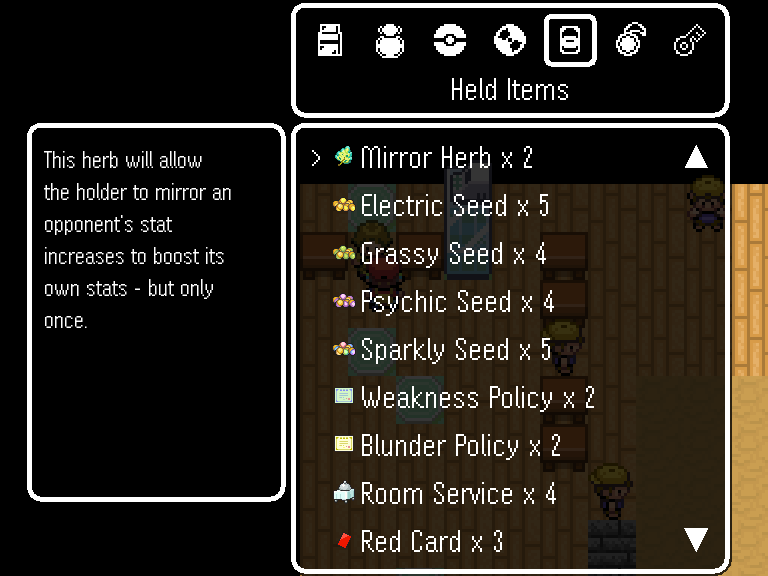 Held Items
This herb will allow
the holder to mirror an
opponent's stat
increases to boost its
own stats - but only
once.
Mirror Herb x 2
Electric Seed x 5
Grassy Seed x 4
Psychic Seed x 4
Sparkly Seed x 5
Weakness Policy x 2
Blunder Policy x 2
Room Service x 4
Red Card x 3